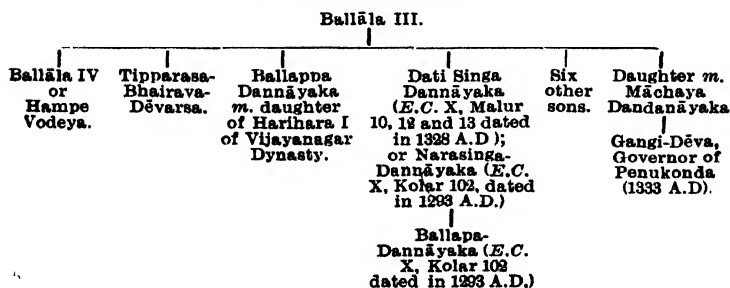 Ballāla III.
Ballāla IV
or
Hampe
Vodeya.
Tipparasa-
Bhairava-
Dēvarsa.
Ballappa
Dannāyaka
m. daughter
of Harihara I
of Vijayanagar
Dynasty.
Dati Singa
Dannāyaka
(E.C. X, Malur
10, 12 and 13 dated
in 1328 A.D );
or Narasinga-
Dannāyaka (E.C.
X, Kolar 102, dated
in 1293 A.D.)
Ballapa-
Dannāyaka (E.C.
X, Kolar 102
dated in 1293 A.D.)
Six
other
sons.
Daughter m.
Māchaya
Dandanāyaka
Gangi-Dēva,
Governor of
Penukonda
(1333 A.D).